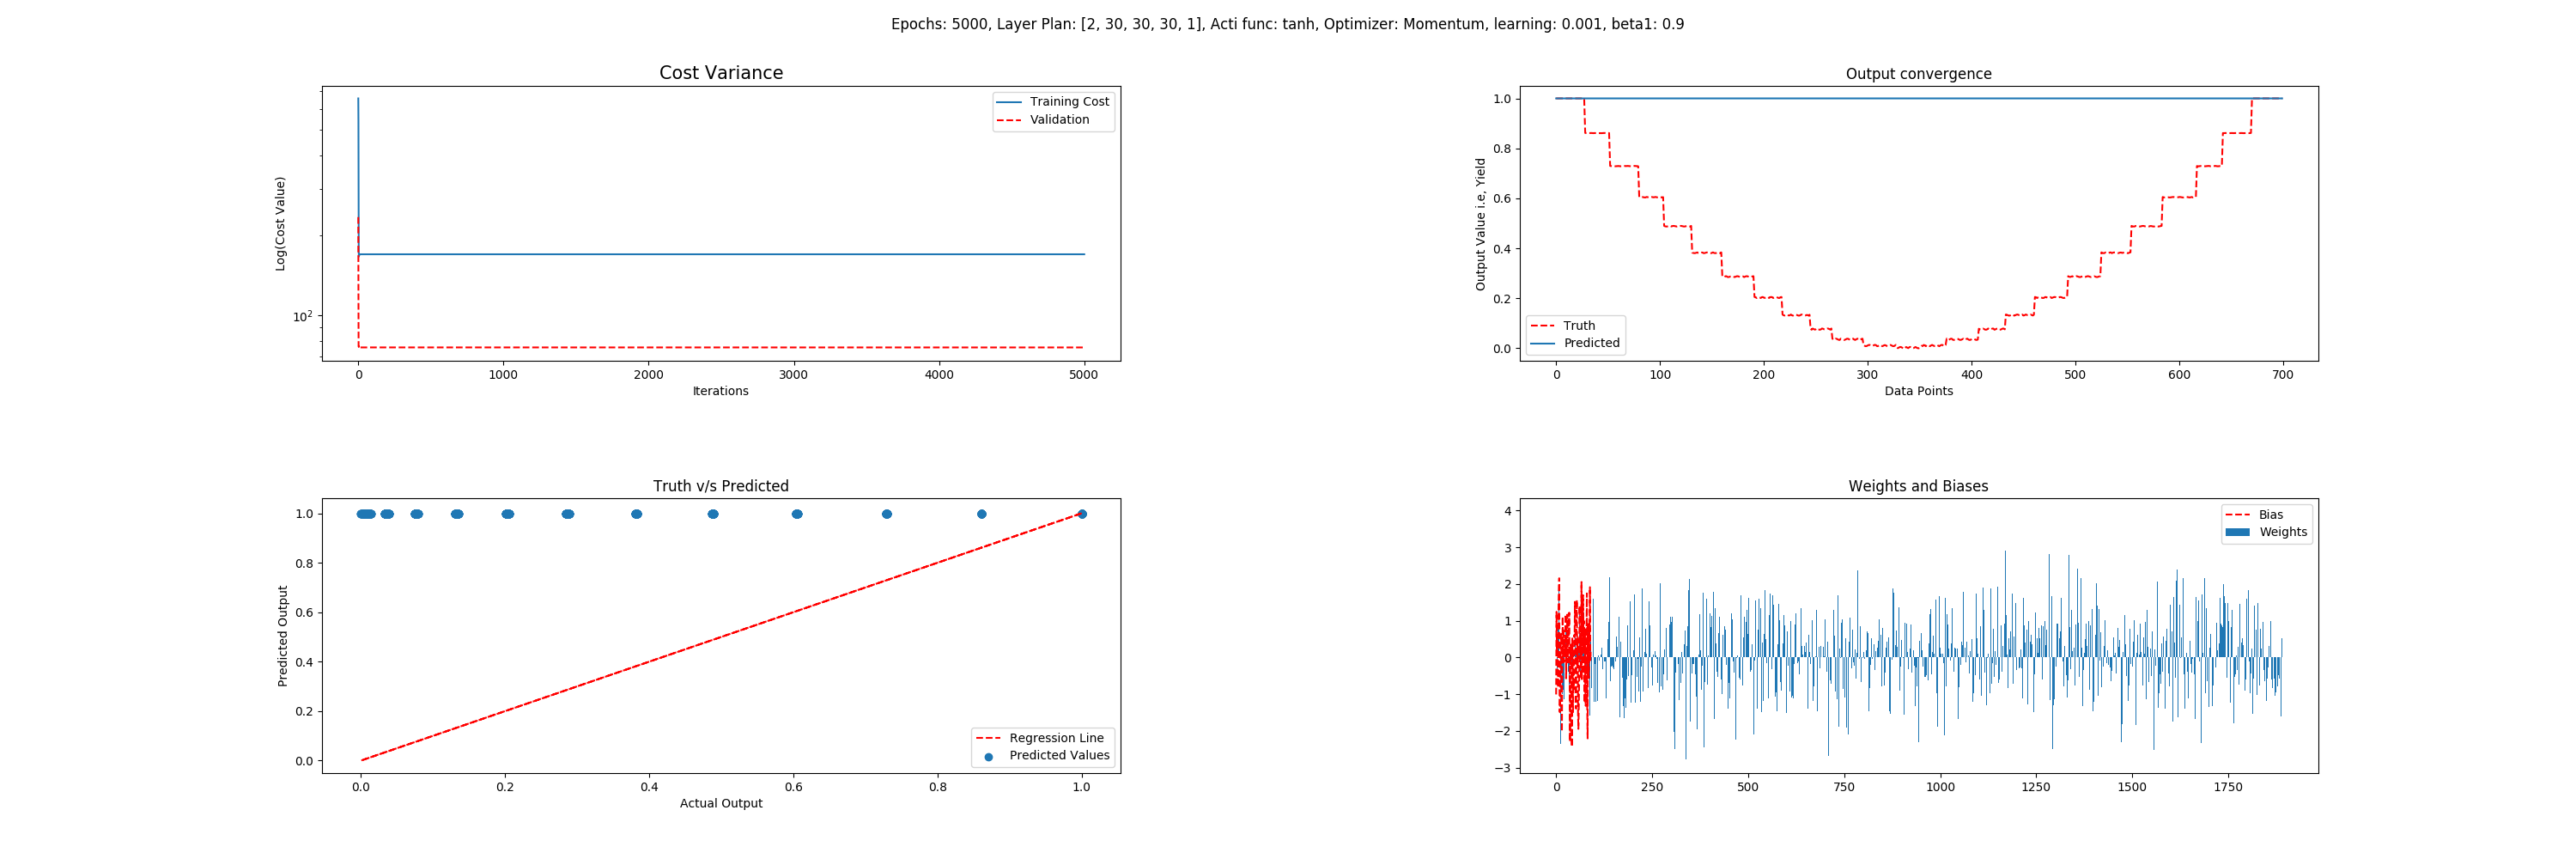 Epochs: 5000, Layer Plan: [2, 30, 30, 30, 1], Acti func: tanh, Optimizer: Momentum, learning: 0.001, beta1: 0.9
Cost Variance
Log(Cost Value)
10²
Training Cost
Validation
0 1000 2000 3000 4000 5000
Iterations
Output convergence
Output Value i.e, Yield
1.0
0.8
0.6
0.4
0.2
0.0
Truth
Predicted
0 100 200 300 400 500 600 700
Data Points
Truth v/s Predicted
Predicted Output
1.0
0.8
0.6
0.4
0.2
0.0
Regression Line
Predicted Values
0.0 0.2 0.4 0.6 0.8 1.0
Actual Output
Weights and Biases
4
3
2
1
0
−1
−2
−3
Bias
Weights
0 250 500 750 1000 1250 1500 1750